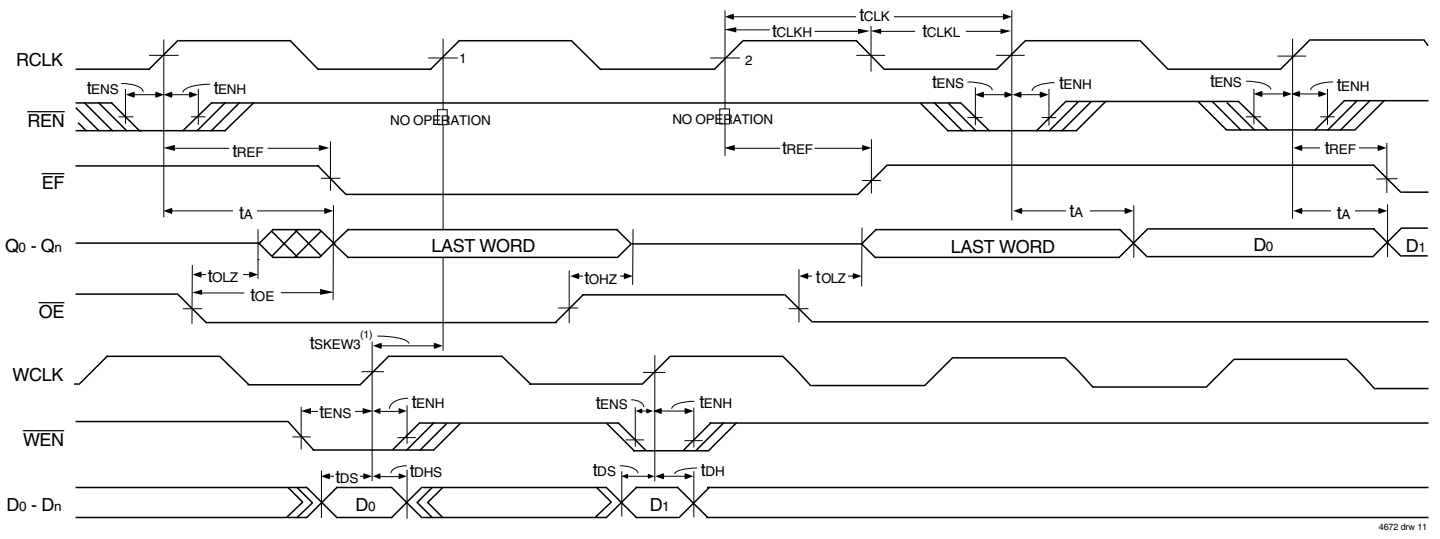 tCLK
tCLKH tCLKL
RCLK 1 2
tENS tENH tENS tENH tENS tENH
REN NO OPERATION NO OPERATION
tREF tREF tREF
EF
tA tA tA
Q0 - Qn LAST WORD LAST WORD D0 D1
tOLZ tOHZ tOLZ
tOE
OE
tSKEW3(1)
WCLK
tENS tENH tENS tENH
WEN
tDS tDHS tDS tDH
D0 - Dn D0 D1
4672 drw 11